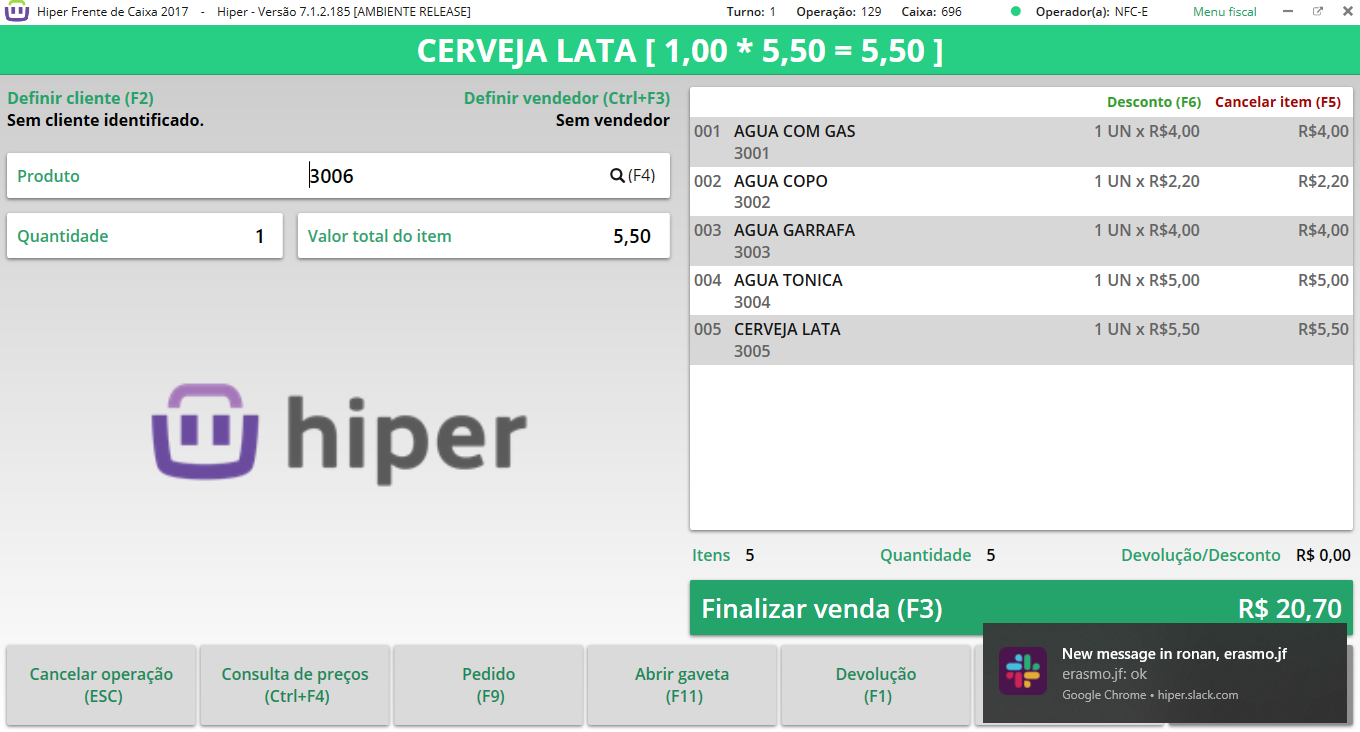 Hiper Frente de Caixa 2017 - Hiper - Versão 7.1.2.185 [AMBIENTE RELEASE] Turno: 1 Operação: 129 Caixa: 696 Operador(a): NFC-E Menu fiscal
CERVEJA LATA [ 1,00 * 5,50 = 5,50 ]
Definir cliente (F2) Definir vendedor (Ctrl+F3)
Sem cliente identificado. Sem vendedor
Produto 3006 (F4)
Quantidade 1 Valor total do item 5,50
hiper
Desconto (F6) Cancelar item (F5)
001 AGUA COM GAS 1 UN x R$4,00 R$4,00
3001
002 AGUA COPO 1 UN x R$2,20 R$2,20
3002
003 AGUA GARRAFA 1 UN x R$4,00 R$4,00
3003
004 AGUA TONICA 1 UN x R$5,00 R$5,00
3004
005 CERVEJA LATA 1 UN x R$5,50 R$5,50
3005
Itens 5 Quantidade 5 Devolução/Desconto R$ 0,00
Finalizar venda (F3) R$ 20,70
Cancelar operação
(ESC)
Consulta de preços
(Ctrl+F4)
Pedido
(F9)
Abrir gaveta
(F11)
Devolução
(F1)
New message in ronan, erasmo.jf
erasmo.jf: ok
Google Chrome • hiper.slack.com